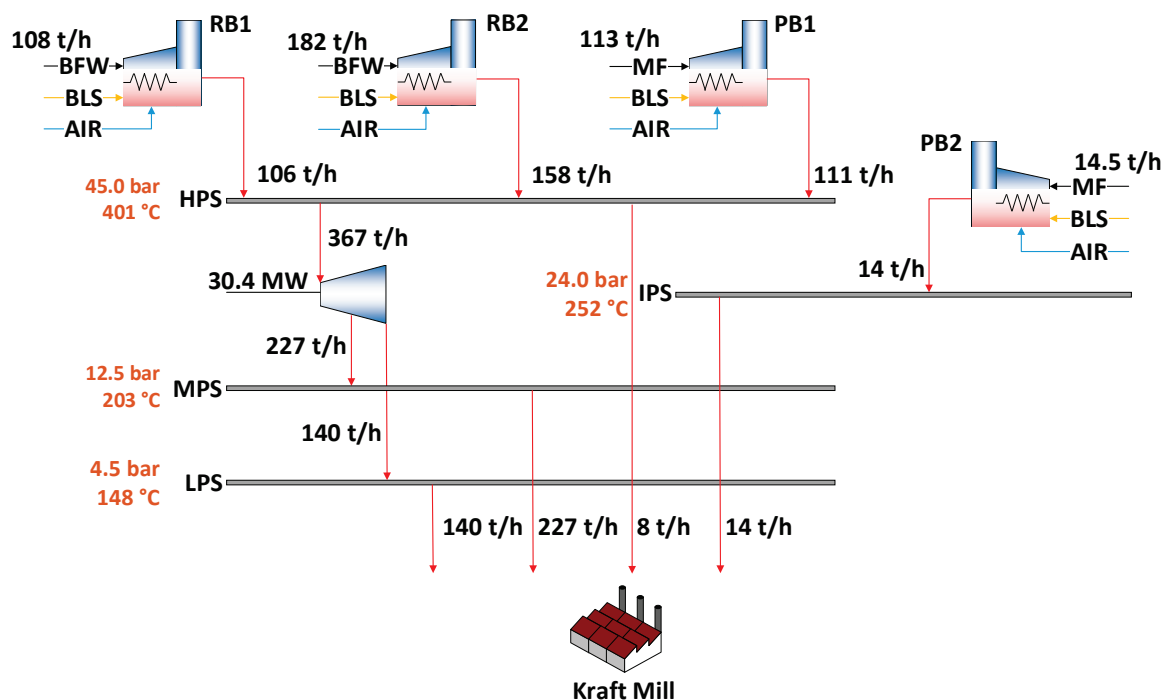 RB1
RB2
PB1
108 t/h
182 t/h
113 t/h
BFW
BFW
MF
BLS
BLS
BLS
AIR
AIR
AIR
PB2
14.5 t/h
MF
BLS
AIR
106 t/h
158 t/h
111 t/h
45.0 bar
401 °C
HPS
367 t/h
14 t/h
30.4 MW
24.0 bar
252 °C
IPS
227 t/h
12.5 bar
203 °C
MPS
140 t/h
4.5 bar
148 °C
LPS
140 t/h
227 t/h
8 t/h
14 t/h
Kraft Mill